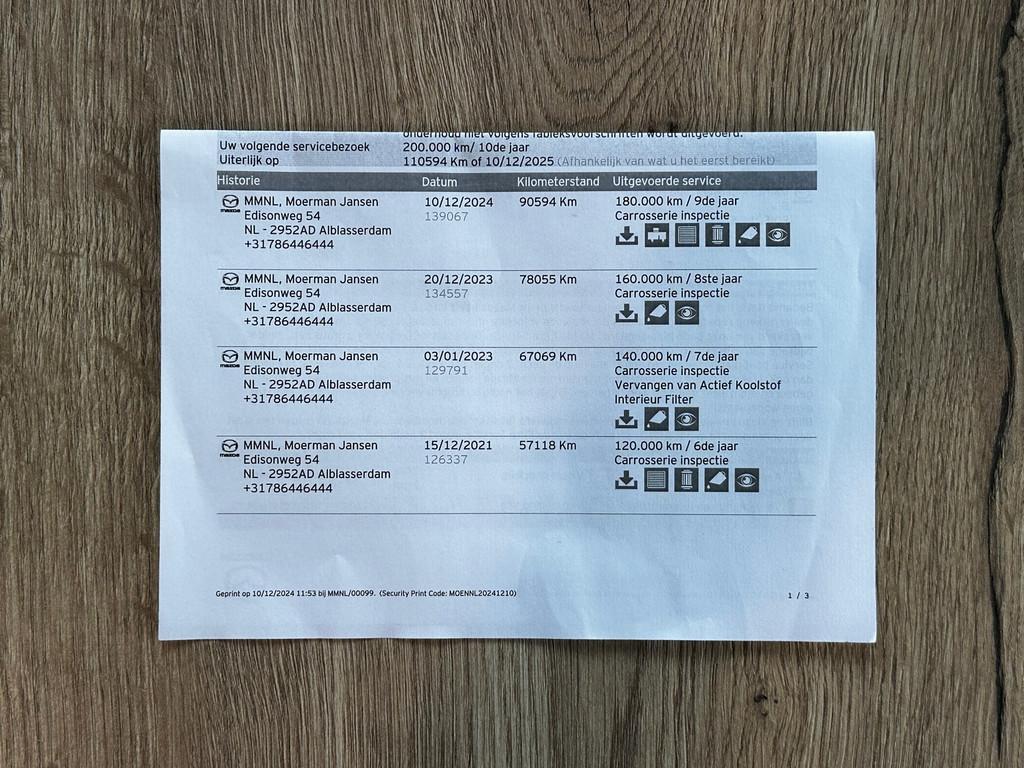 onderhoud niet volgens fabrieksvoorschriften wordt uitgevoerd.
Uw volgende servicebezoek 200.000 km/ 10de jaar
Uiterlijk op 110594 Km of 10/12/2025 (Afhankelijk van wat u het eerst bereikt)
Historie Datum Kilometerstand Uitgevoerde service
MMNL, Moerman Jansen 10/12/2024 90594 Km 180.000 km / 9de jaar
Edisonweg 54 139067 Carrosserie inspectie
NL - 2952AD Alblasserdam
+31786446444
mazda
MMNL, Moerman Jansen 20/12/2023 78055 Km 160.000 km / 8ste jaar
Edisonweg 54 134557 Carrosserie inspectie
NL - 2952AD Alblasserdam
+31786446444
mazda
MMNL, Moerman Jansen 03/01/2023 67069 Km 140.000 km / 7de jaar
Edisonweg 54 129791 Carrosserie inspectie
NL - 2952AD Alblasserdam Vervangen van Actief Koolstof
+31786446444 Interieur Filter
mazda
MMNL, Moerman Jansen 15/12/2021 57118 Km 120.000 km / 6de jaar
Edisonweg 54 126337 Carrosserie inspectie
NL - 2952AD Alblasserdam
+31786446444
mazda
Geprint op 10/12/2024 11:53 bij MMNL/00099. (Security Print Code: MOENNL20241210) 1 / 3